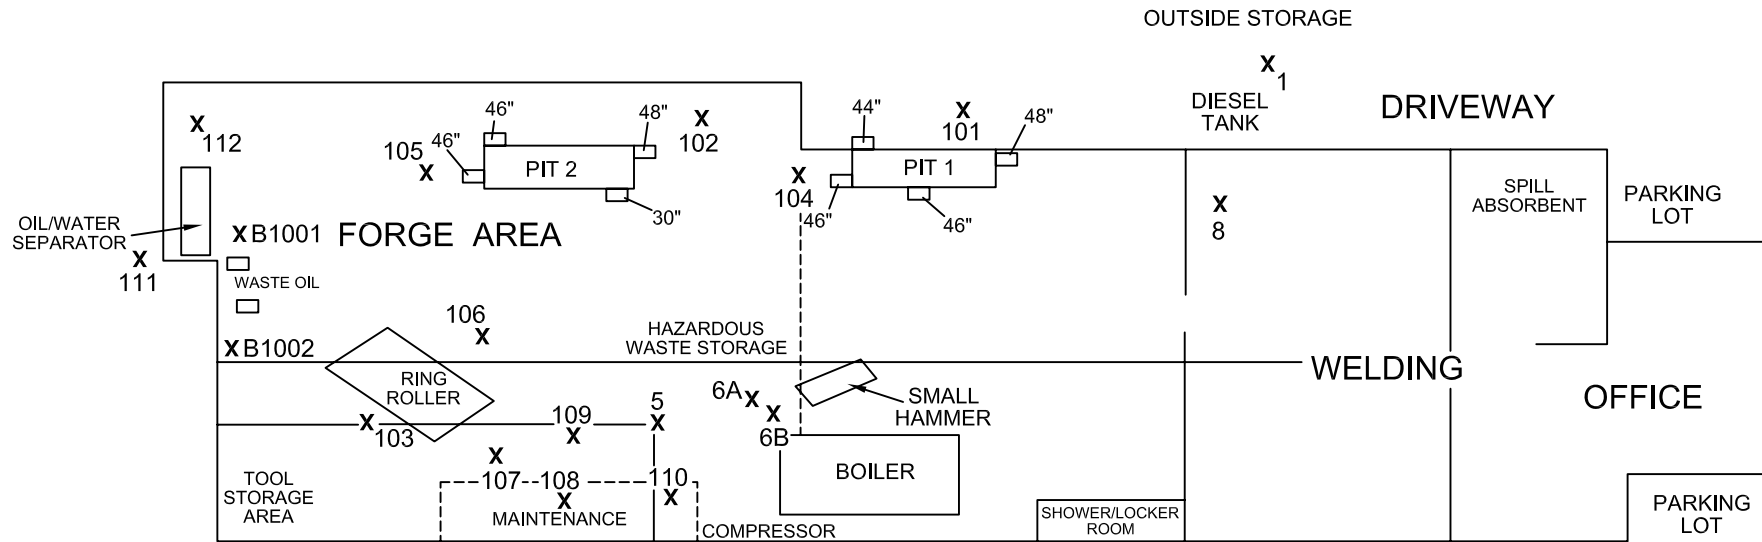 OUTSIDE STORAGE
X
1
DIESEL
TANK
DRIVEWAY
X
112
46"
48"
X
102
44"
X
101
48"
105
X
46"
PIT 2
30"
X
104
PIT 1
46"
46"
X
8
SPILL
ABSORBENT
PARKING
LOT
OIL/WATER
SEPARATOR
X B1001
FORGE AREA
X
111
WASTE OIL
106
X
X B1002
HAZARDOUS
WASTE STORAGE
RING
ROLLER
WELDING
6A X
X
6B
SMALL
HAMMER
OFFICE
X
103
109
X
5
X
BOILER
TOOL
STORAGE
AREA
X
107
108
X
110
X
MAINTENANCE
COMPRESSOR
SHOWER/LOCKER
ROOM
PARKING
LOT